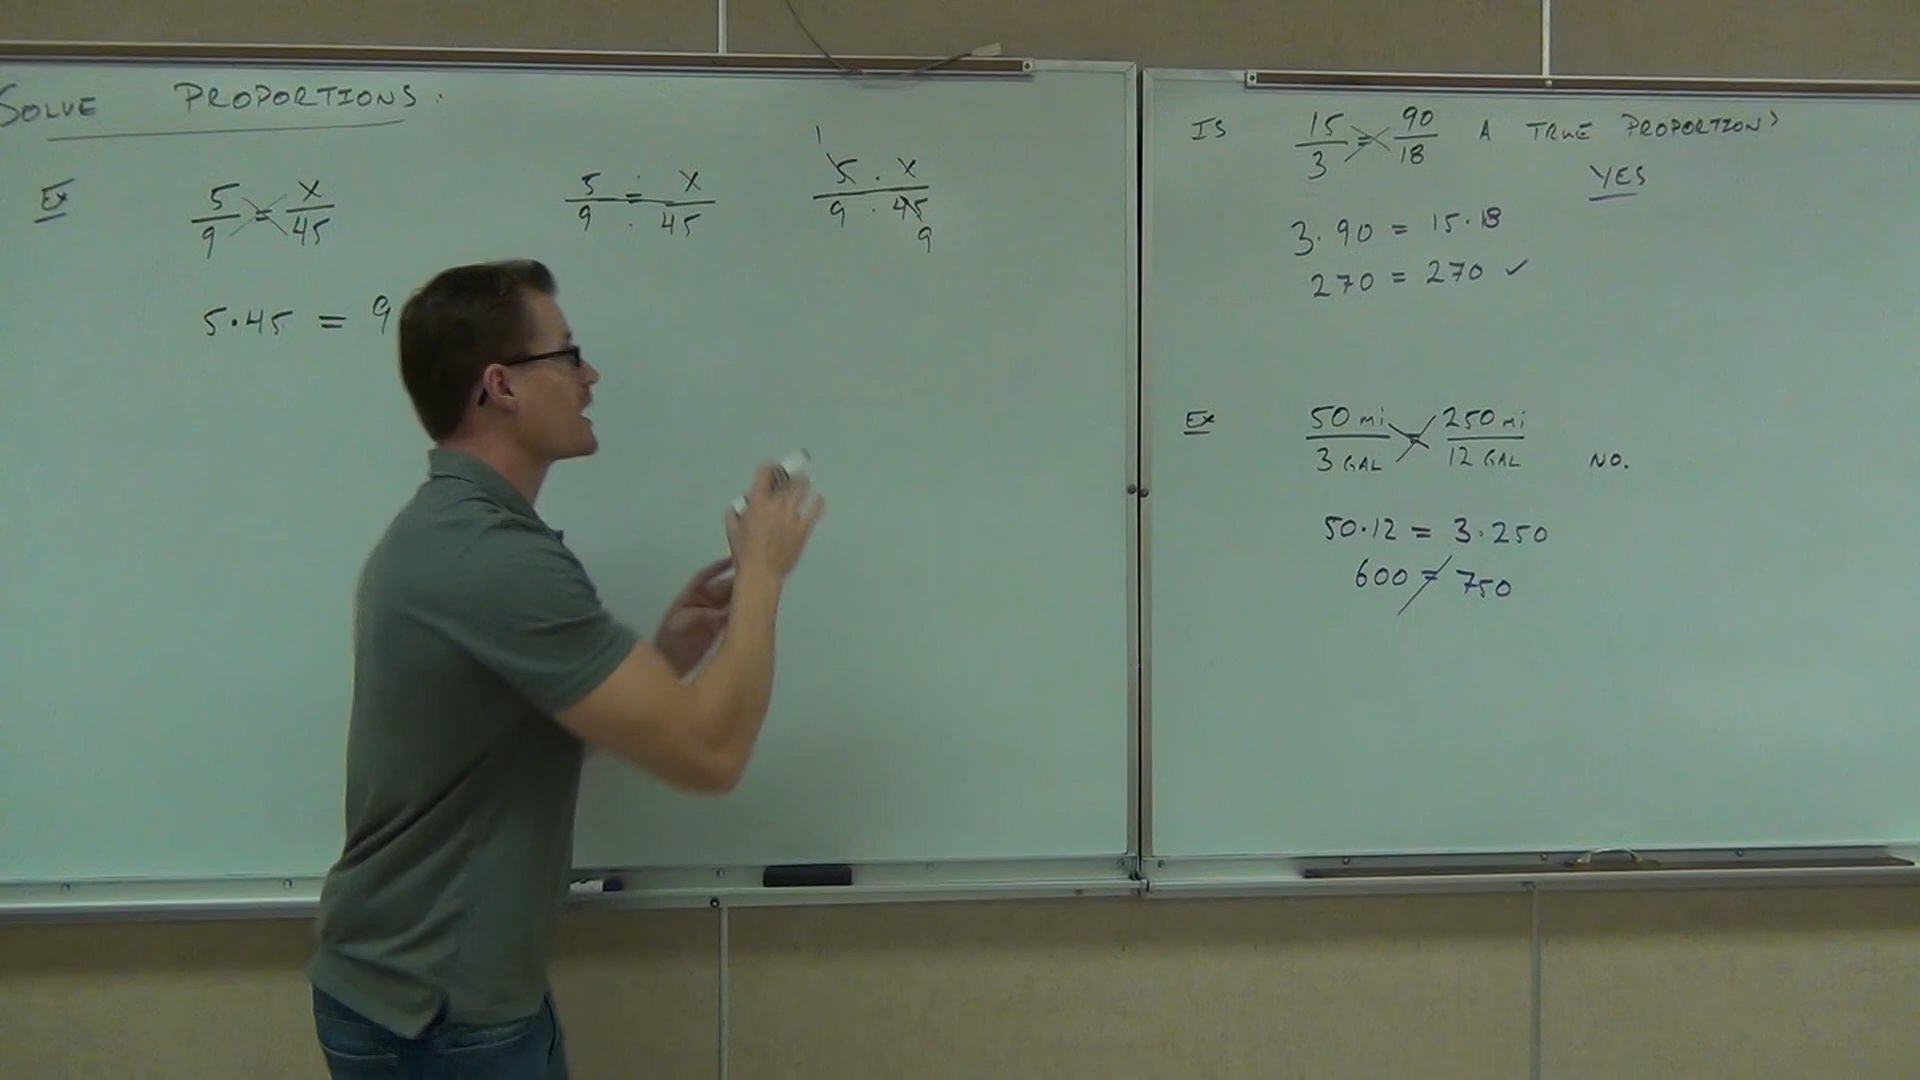 SOLVE PROPORTIONS:
Ex 5/9 = x/45
5·45 = 9
5/9 = x/45
1
5 · x / 9 · 45
9
IS 15/3 = 90/18 A TRUE PROPORTION?
YES
3·90 = 15·18
270 = 270 ✓
Ex 50 mi/3 GAL = 250 mi/12 GAL NO.
50·12 = 3·250
600 ≠ 750